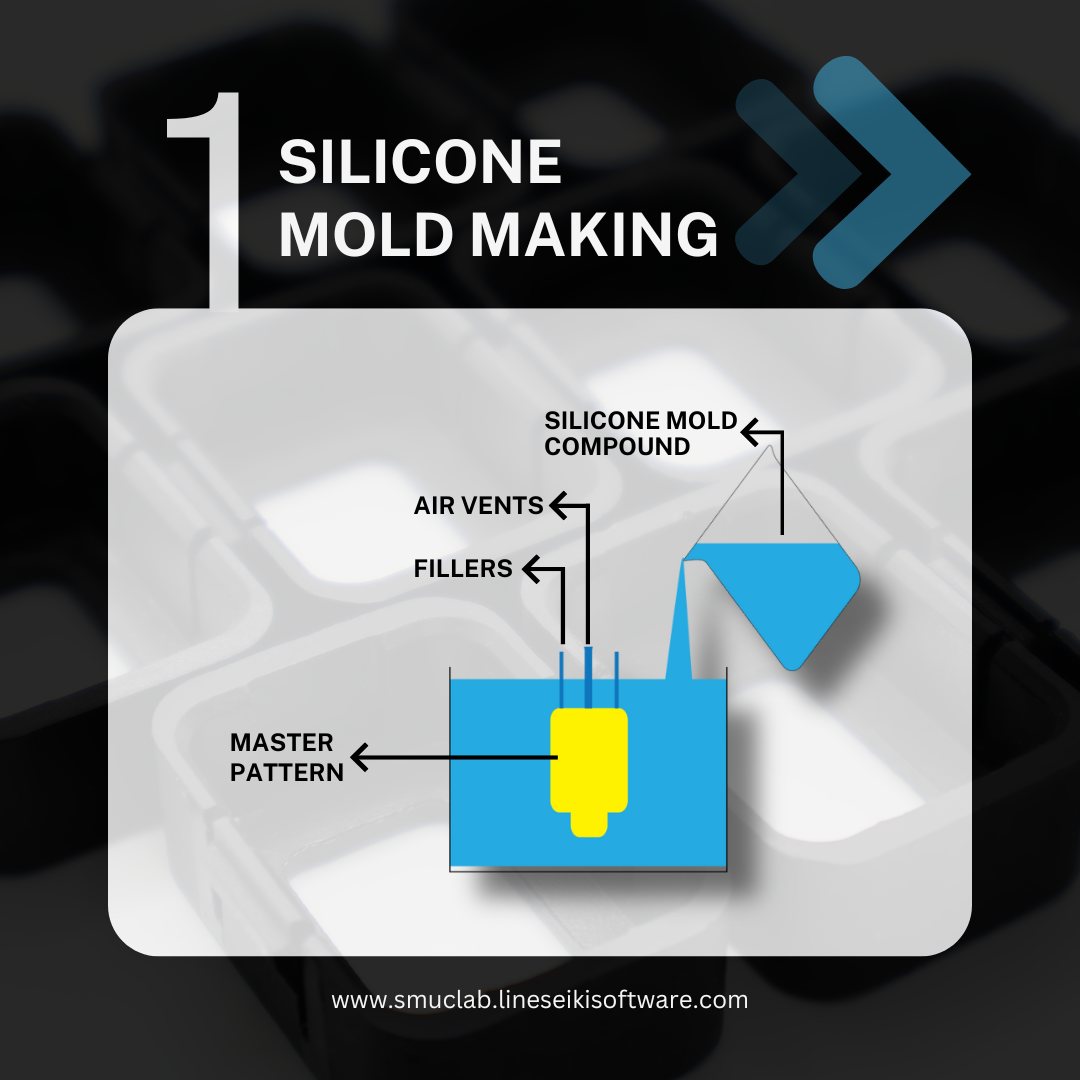 1
SILICONE
MOLD MAKING
SILICONE MOLD
COMPOUND
AIR VENTS
FILLERS
MASTER
PATTERN
www.smuclab.lineseikisoftware.com